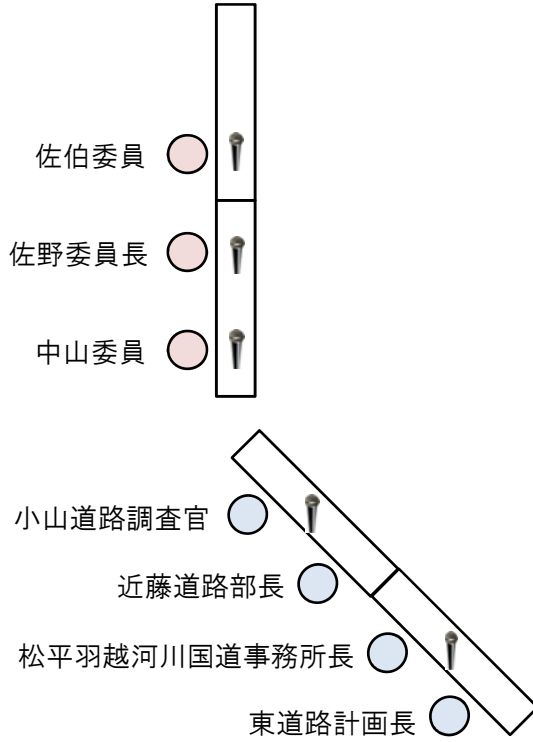 佐伯委員
佐野委員長
中山委員
小山道路調査官
近藤道路部長
松平羽越河川国道事務所長
東道路計画長